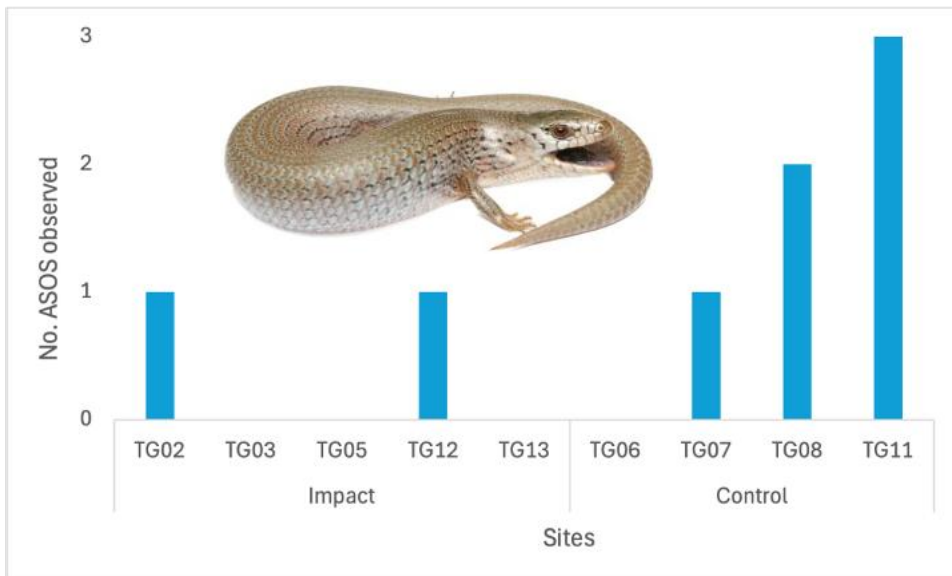 3
2
1
0
No. ASOS observed
TG02 TG03 TG05 TG12 TG13 TG06 TG07 TG08 TG11
Impact Control
Sites